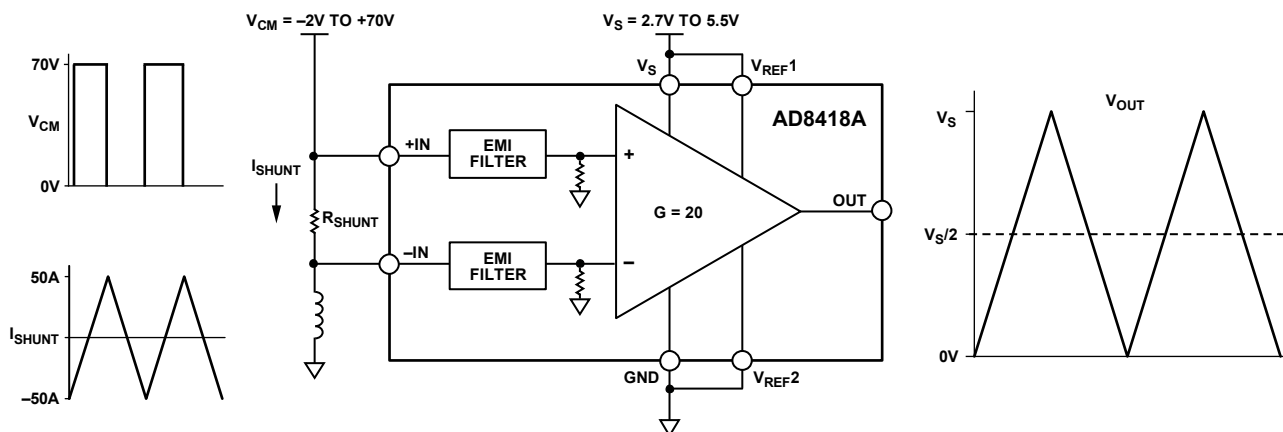 V_CM = –2V TO +70V
V_S = 2.7V TO 5.5V
70V
V_CM
0V
50A
I_SHUNT
–50A
I_SHUNT
R_SHUNT
V_S
V_REF1
AD8418A
+IN
EMI
FILTER
+
G = 20
OUT
–IN
EMI
FILTER
–
GND
V_REF2
V_OUT
V_S
V_S/2
0V